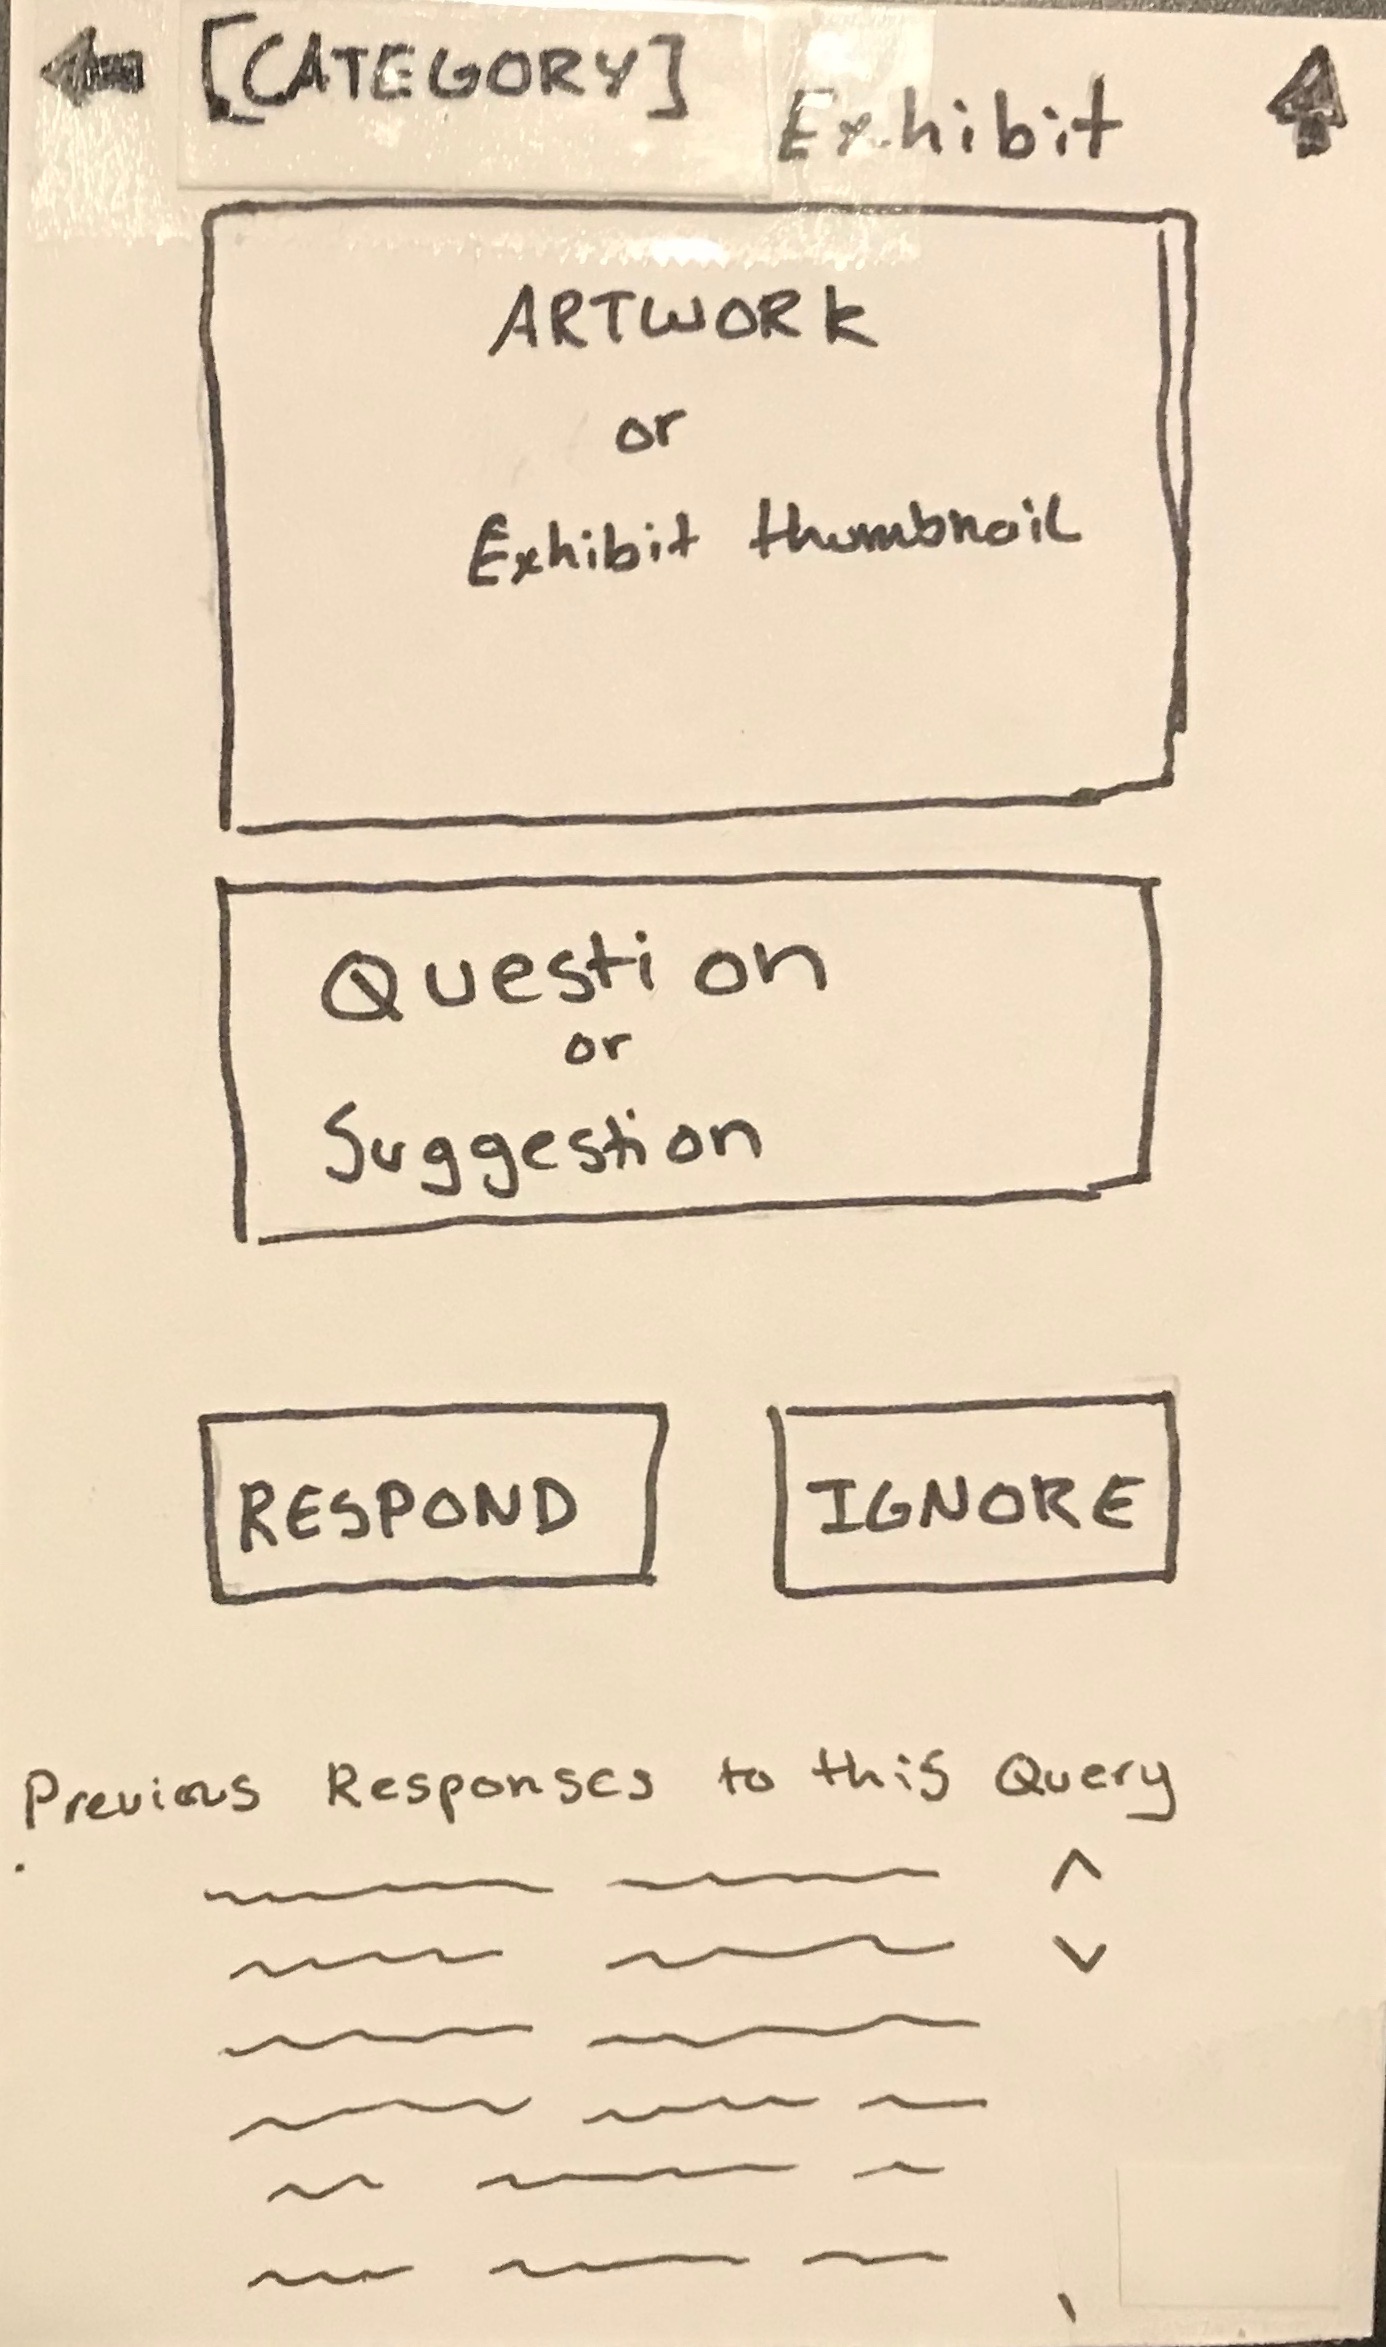 [CATEGORY] Exhibit
ARTWORK
or
Exhibit thumbnail
Question
or
Suggestion
RESPOND IGNORE
Previous Responses to this Query